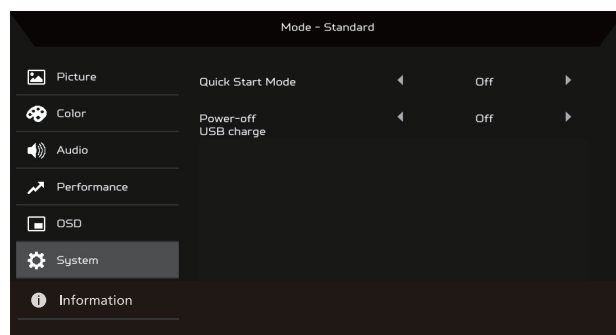 Mode - Standard
Picture
Quick Start Mode
Off
Color
Power-off
USB charge
Off
Audio
Performance
OSD
System
Information